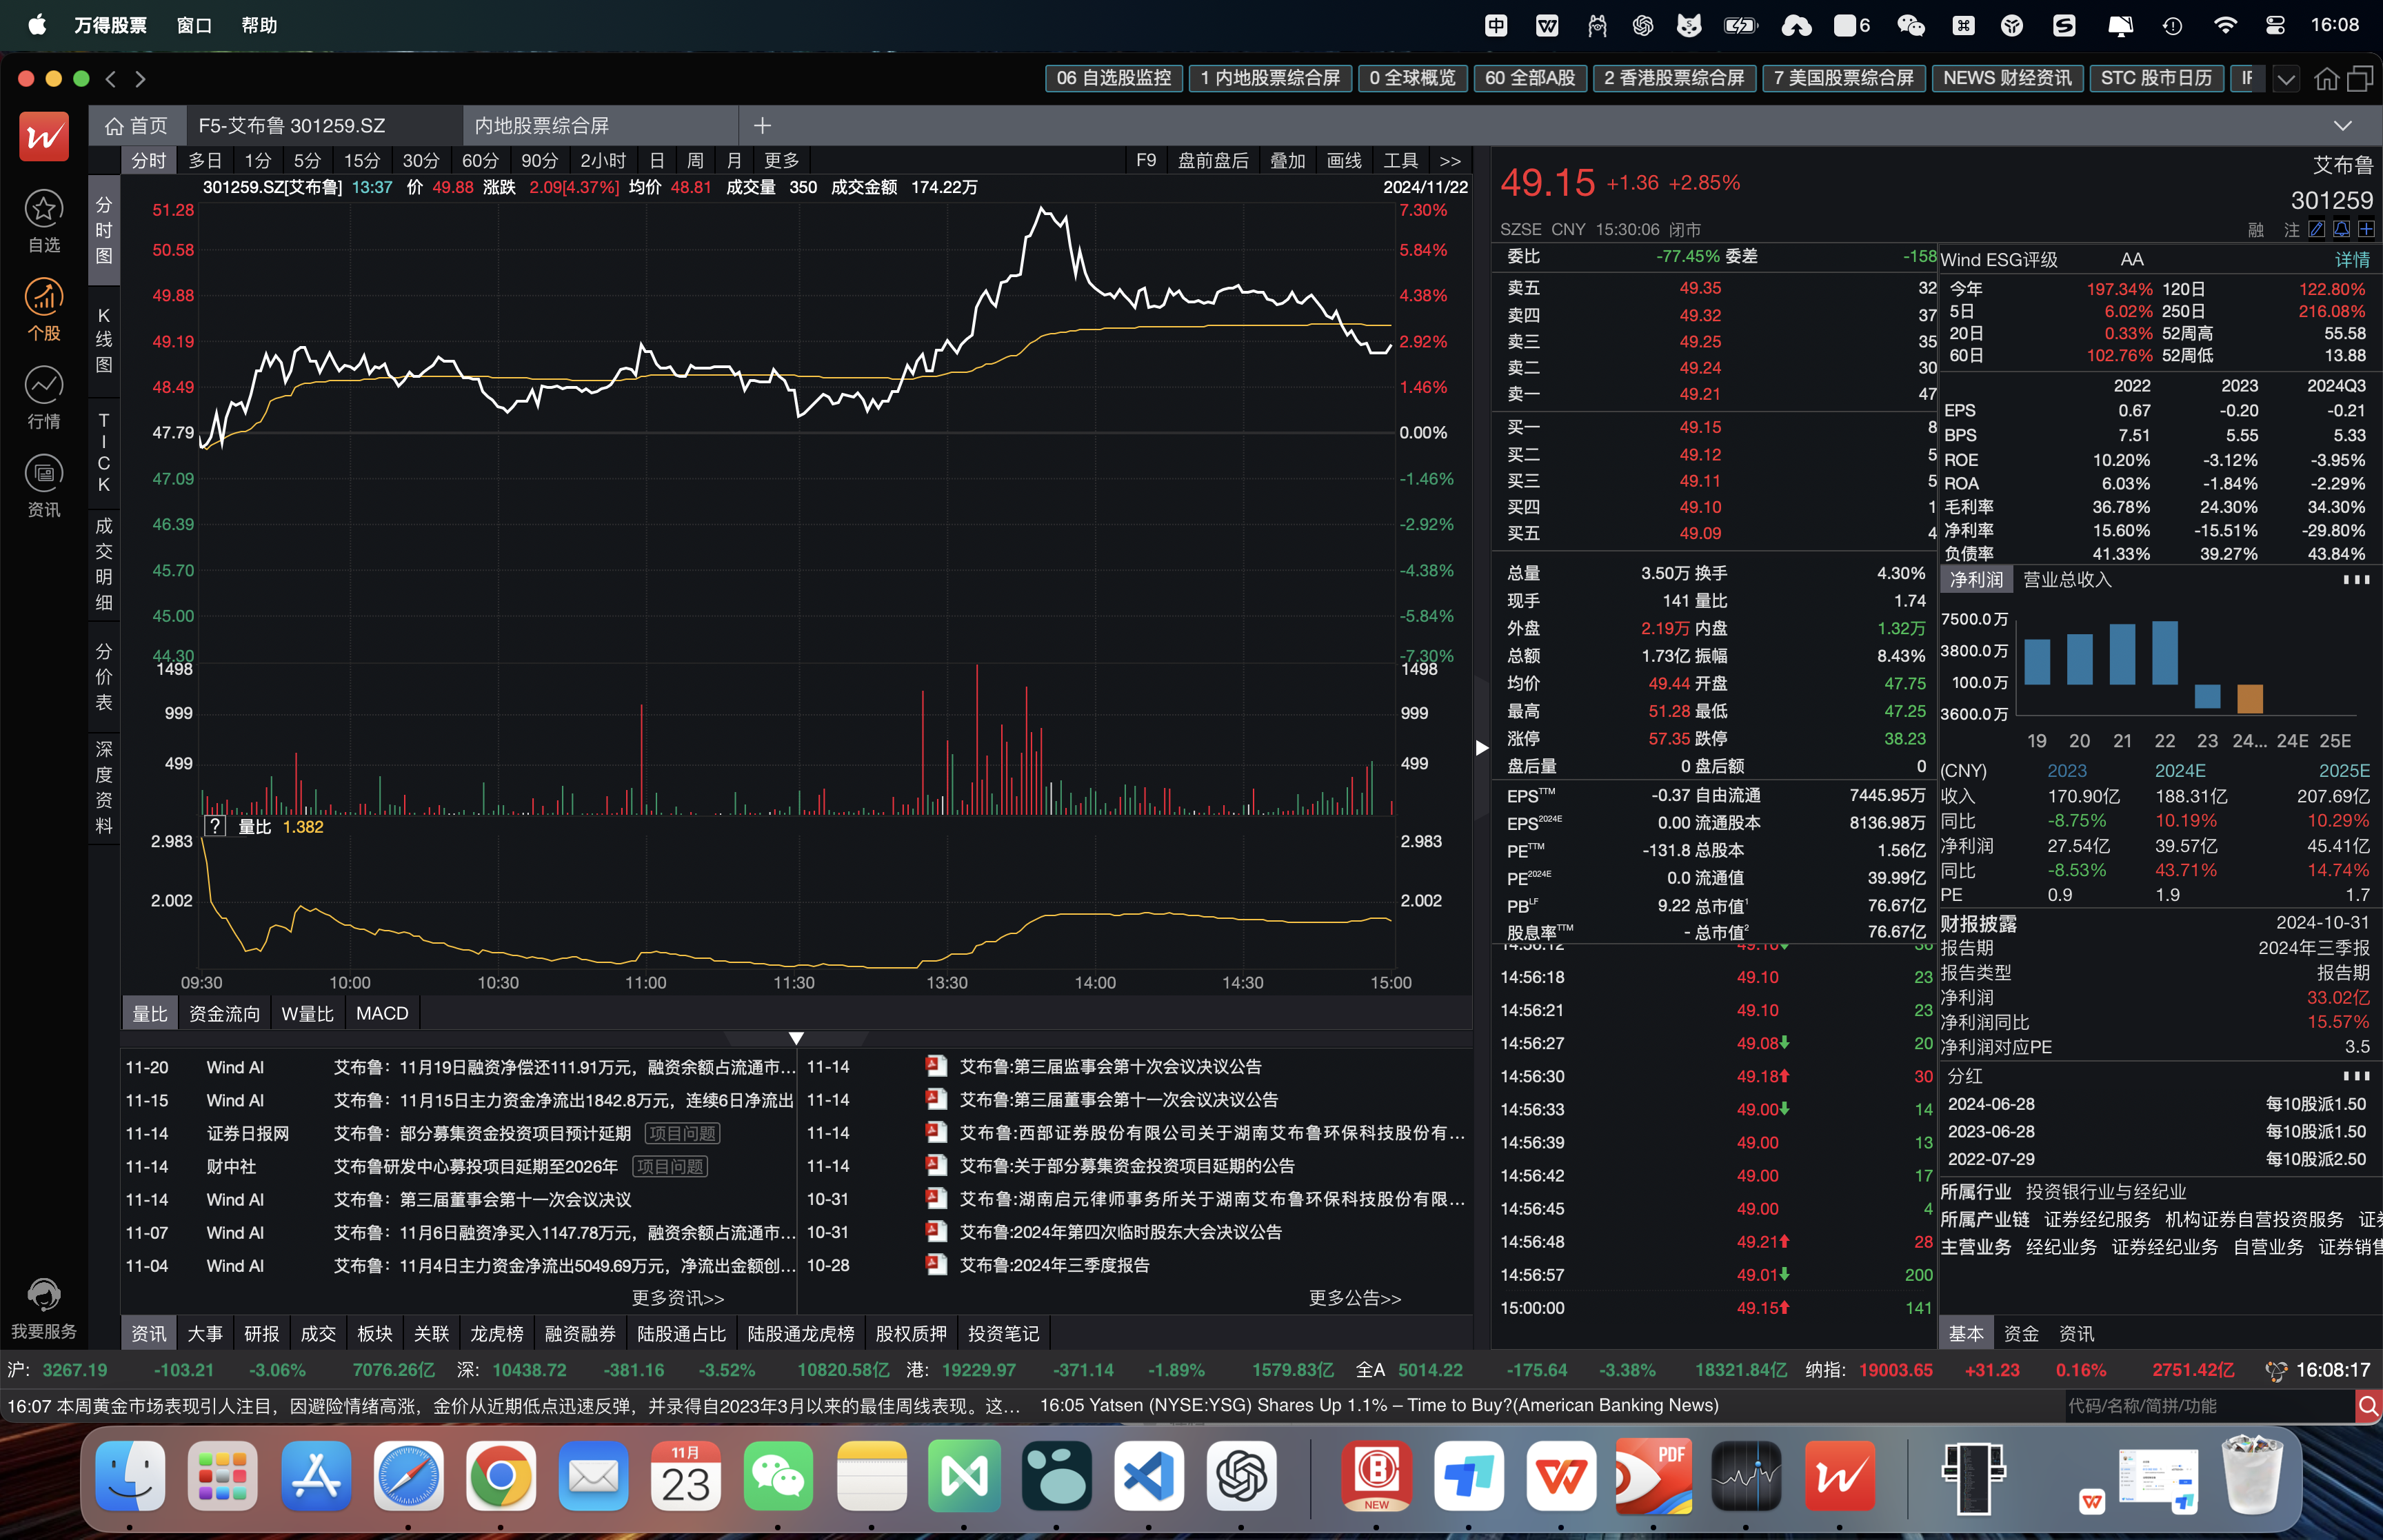 万得股票 窗口 帮助
中 6 16:08
06 自选股监控 1 内地股票综合屏 0 全球概览 60 全部A股 2 香港股票综合屏 7 美国股票综合屏 NEWS 财经资讯 STC 股市日历
首页 F5-艾布鲁 301259.SZ 内地股票综合屏 +
自选
个股
行情
资讯
我要服务
分时图
K线图
TICK
成交明细
分价表
深度资料
分时 多日 1分 5分 15分 30分 60分 90分 2小时 日 周 月 更多 F9 盘前盘后 叠加 画线 工具 >>
301259.SZ[艾布鲁] 13:37 价 49.88 涨跌 2.09[4.37%] 均价 48.81 成交量 350 成交金额 174.22万 2024/11/22
51.28 7.30%
50.58 5.84%
49.88 4.38%
49.19 2.92%
48.49 1.46%
47.79 0.00%
47.09 -1.46%
46.39 -2.92%
45.70 -4.38%
45.00 -5.84%
44.30 -7.30%
1498 1498
999 999
499 499
? 量比 1.382
2.983 2.983
2.002 2.002
09:30 10:00 10:30 11:00 11:30 13:30 14:00 14:30 15:00
量比 资金流向 W量比 MACD
11-20 Wind AI 艾布鲁：11月19日融资净偿还111.91万元，融资余额占流通市...
11-15 Wind AI 艾布鲁：11月15日主力资金净流出1842.8万元，连续6日净流出
11-14 证券日报网 艾布鲁：部分募集资金投资项目预计延期 项目问题
11-14 财中社 艾布鲁研发中心募投项目延期至2026年 项目问题
11-14 Wind AI 艾布鲁：第三届董事会第十一次会议决议
11-07 Wind AI 艾布鲁：11月6日融资净买入1147.78万元，融资余额占流通市...
11-04 Wind AI 艾布鲁：11月4日主力资金净流出5049.69万元，净流出金额创...
更多资讯>>
11-14 艾布鲁:第三届监事会第十次会议决议公告
11-14 艾布鲁:第三届董事会第十一次会议决议公告
11-14 艾布鲁:西部证券股份有限公司关于湖南艾布鲁环保科技股份有...
11-14 艾布鲁:关于部分募集资金投资项目延期的公告
10-31 艾布鲁:湖南启元律师事务所关于湖南艾布鲁环保科技股份有限...
10-31 艾布鲁:2024年第四次临时股东大会决议公告
10-28 艾布鲁:2024年三季度报告
更多公告>>
资讯 大事 研报 成交 板块 关联 龙虎榜 融资融券 陆股通占比 陆股通龙虎榜 股权质押 投资笔记
49.15 +1.36 +2.85% 艾布鲁
301259
SZSE CNY 15:30:06 闭市 融 注
委比 -77.45% 委差 -158
卖五 49.35 32
卖四 49.32 37
卖三 49.25 35
卖二 49.24 30
卖一 49.21 47
买一 49.15 8
买二 49.12 5
买三 49.11 5
买四 49.10 1
买五 49.09 4
总量 3.50万 换手 4.30%
现手 141 量比 1.74
外盘 2.19万 内盘 1.32万
总额 1.73亿 振幅 8.43%
均价 49.44 开盘 47.75
最高 51.28 最低 47.25
涨停 57.35 跌停 38.23
盘后量 0 盘后额 0
EPSTTM -0.37 自由流通 7445.95万
EPS2024E 0.00 流通股本 8136.98万
PETTM -131.8 总股本 1.56亿
PE2024E 0.0 流通值 39.99亿
PBLF 9.22 总市值1 76.67亿
股息率TTM - 总市值2 76.67亿
14:56:18 49.10 23
14:56:21 49.10 23
14:56:27 49.08 20
14:56:30 49.18 30
14:56:33 49.00 14
14:56:39 49.00 13
14:56:42 49.00 17
14:56:45 49.00 4
14:56:48 49.21 28
14:56:57 49.01 200
15:00:00 49.15 141
Wind ESG评级 AA 详情
今年 197.34% 120日 122.80%
5日 6.02% 250日 216.08%
20日 0.33% 52周高 55.58
60日 102.76% 52周低 13.88
2022 2023 2024Q3
EPS 0.67 -0.20 -0.21
BPS 7.51 5.55 5.33
ROE 10.20% -3.12% -3.95%
ROA 6.03% -1.84% -2.29%
毛利率 36.78% 24.30% 34.30%
净利率 15.60% -15.51% -29.80%
负债率 41.33% 39.27% 43.84%
净利润 营业总收入
7500.0万
3800.0万
100.0万
3600.0万
19 20 21 22 23 24... 24E 25E
(CNY) 2023 2024E 2025E
收入 170.90亿 188.31亿 207.69亿
同比 -8.75% 10.19% 10.29%
净利润 27.54亿 39.57亿 45.41亿
同比 -8.53% 43.71% 14.74%
PE 0.9 1.9 1.7
财报披露 2024-10-31
报告期 2024年三季报
报告类型 报告期
净利润 33.02亿
净利润同比 15.57%
净利润对应PE 3.5
分红
2024-06-28 每10股派1.50
2023-06-28 每10股派1.50
2022-07-29 每10股派2.50
所属行业 投资银行业与经纪业
所属产业链 证券经纪服务 机构证券自营投资服务
主营业务 经纪业务 证券经纪业务 自营业务 证券销售
基本 资金 资讯
沪: 3267.19 -103.21 -3.06% 7076.26亿 深: 10438.72 -381.16 -3.52% 10820.58亿 港: 19229.97 -371.14 -1.89% 1579.83亿 全A 5014.22 -175.64 -3.38% 18321.84亿 纳指: 19003.65 +31.23 0.16% 2751.42亿 16:08:17
16:07 本周黄金市场表现引人注目，因避险情绪高涨，金价从近期低点迅速反弹，并录得自2023年3月以来的最佳周线表现。这... 16:05 Yatsen (NYSE:YSG) Shares Up 1.1% – Time to Buy?(American Banking News) 代码/名称/简拼/功能
11月
23
NEW
PDF